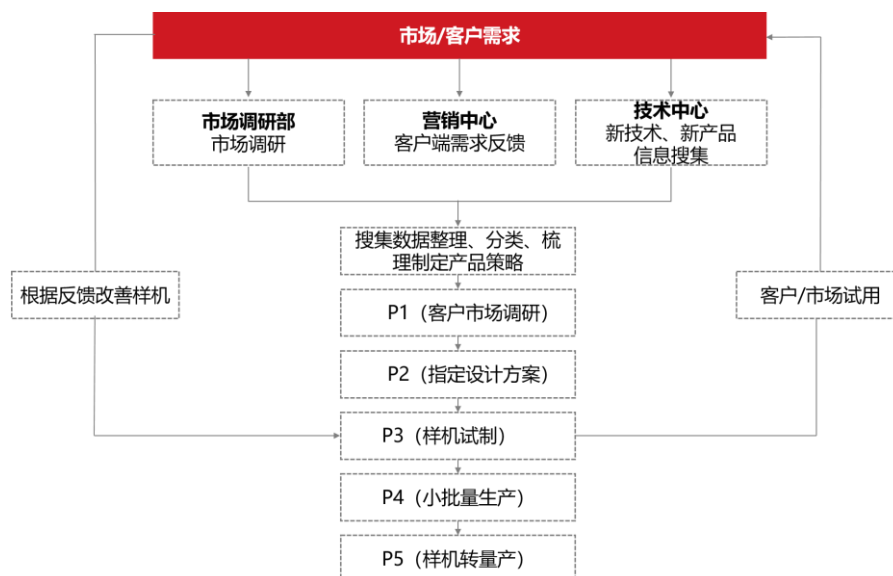 市场/客户需求
市场调研部
市场调研
营销中心
客户端需求反馈
技术中心
新技术、新产品
信息搜集
搜集数据整理、分类、梳
理制定产品策略
根据反馈改善样机
客户/市场试用
P1（客户市场调研）
P2（指定设计方案）
P3（样机试制）
P4（小批量生产）
P5（样机转量产）